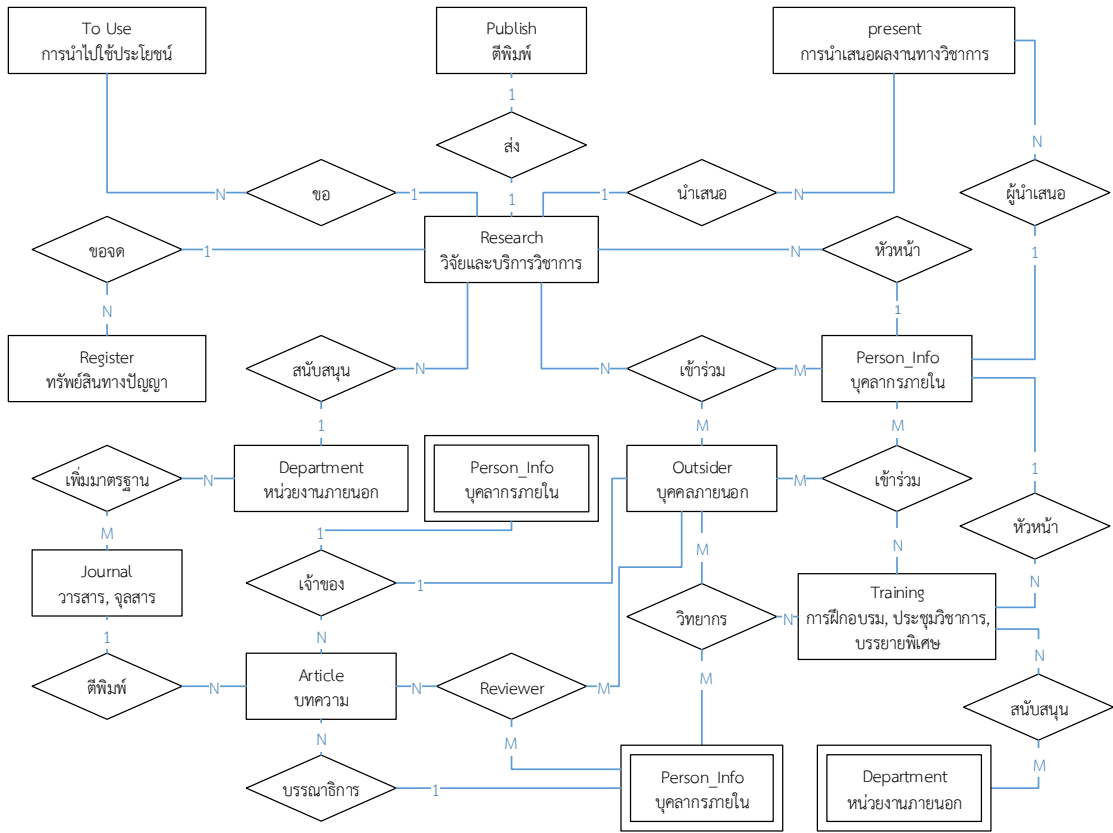 To Use
การนำไปใช้ประโยชน์
Publish
ตีพิมพ์
present
การนำเสนอผลงานทางวิชาการ
1
ส่ง
N
ผู้นำเสนอ
N
ขอ
1
1
1
นำเสนอ
N
ขอจด
1
Research
วิจัยและบริการวิชาการ
N
หัวหน้า
1
N
1
Register
ทรัพย์สินทางปัญญา
สนับสนุน
N
N
เข้าร่วม
M
Person_Info
บุคลากรภายใน
1
M
M
1
เพิ่มมาตรฐาน
N
Department
หน่วยงานภายนอก
Person_Info
บุคลากรภายใน
Outsider
บุคคลภายนอก
M
เข้าร่วม
M
1
M
N
หัวหน้า
Journal
วารสาร, จุลสาร
เจ้าของ
1
Training
การฝึกอบรม, ประชุมวิชาการ,
บรรยายพิเศษ
N
1
N
วิทยากร
N
N
ตีพิมพ์
N
Article
บทความ
N
Reviewer
M
M
สนับสนุน
N
M
M
บรรณาธิการ
1
Person_Info
บุคลากรภายใน
Department
หน่วยงานภายนอก